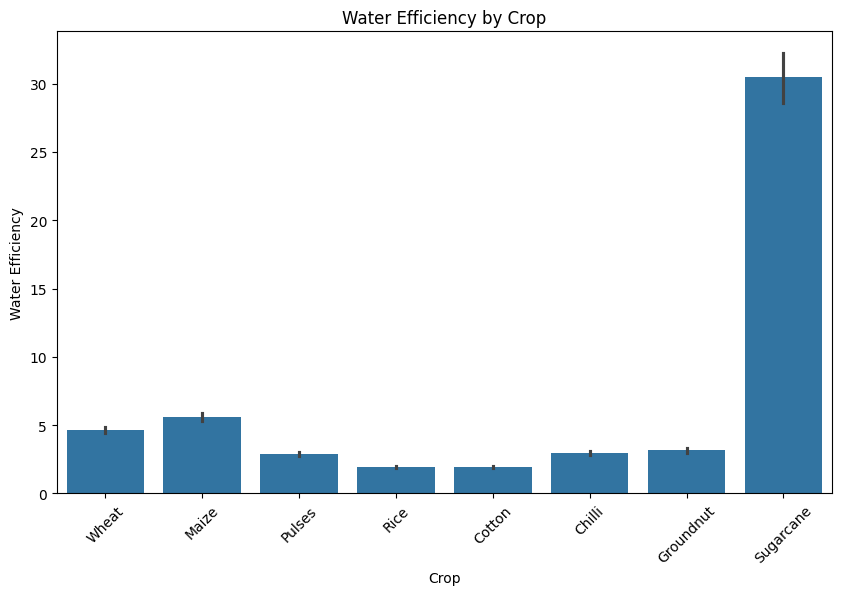 Water Efficiency by Crop
Water Efficiency
30
25
20
15
10
5
0
Wheat
Maize
Pulses
Rice
Cotton
Chilli
Groundnut
Sugarcane
Crop